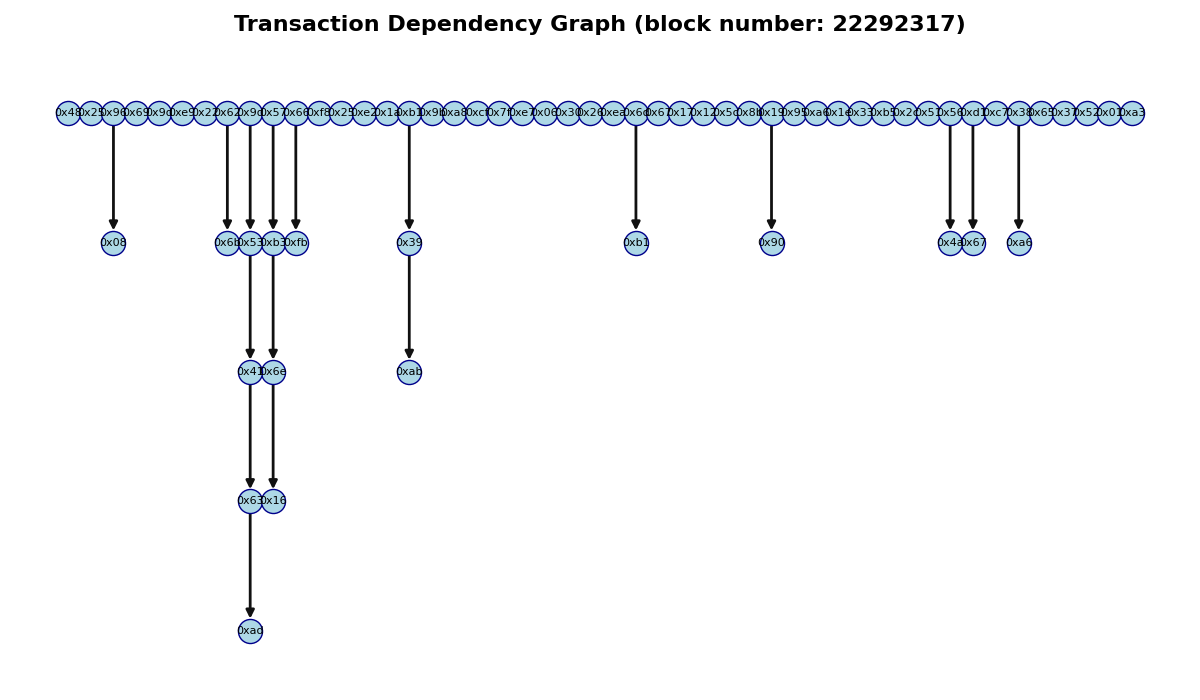 Transaction Dependency Graph (block number: 22292317)
0x48 0x25 0x96 0x69 0x9d 0xe9 0x22 0x62 0x9d 0x57 0x66 0xf8 0x25 0xe2 0x1a 0xb1 0x9b 0xa8 0xcf 0x7f 0xe7 0x06 0x30 0x26 0xea 0x6d 0x67 0x17 0x12 0x5c 0x8b 0x19 0x95 0xa6 0x1e 0x33 0xb5 0x2c 0x51 0x56 0xd1 0xc7 0x38 0x65 0x37 0x52 0x01 0xa3
0x08 0x6b 0x53 0xb3 0xfb 0x39 0xb1 0x90 0x4a 0x67 0xa6
0x41 0x6e 0xab
0x63 0x16
0xad